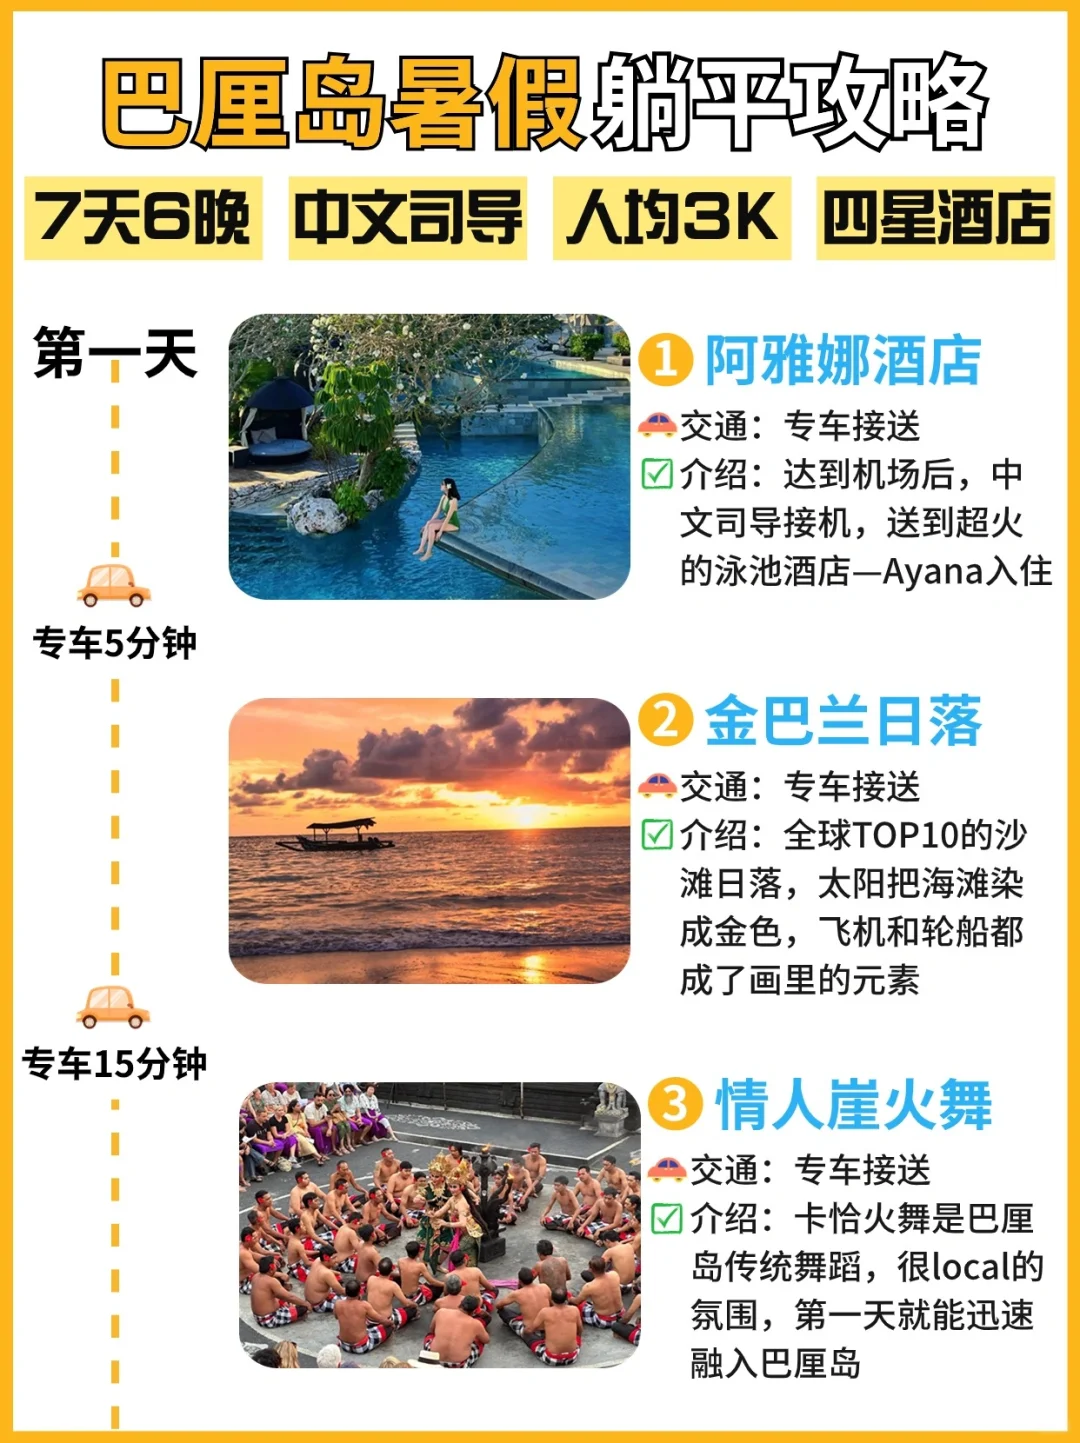 巴厘岛暑假躺平攻略
7天6晚 中文司导 人均3K 四星酒店
第一天
1 阿雅娜酒店
交通：专车接送
介绍：达到机场后，中
文司导接机，送到超火
的泳池酒店—Ayana入住
专车5分钟
2 金巴兰日落
交通：专车接送
介绍：全球TOP10的沙
滩日落，太阳把海滩染
成金色，飞机和轮船都
成了画里的元素
专车15分钟
3 情人崖火舞
交通：专车接送
介绍：卡恰火舞是巴厘
岛传统舞蹈，很local的
氛围，第一天就能迅速
融入巴厘岛